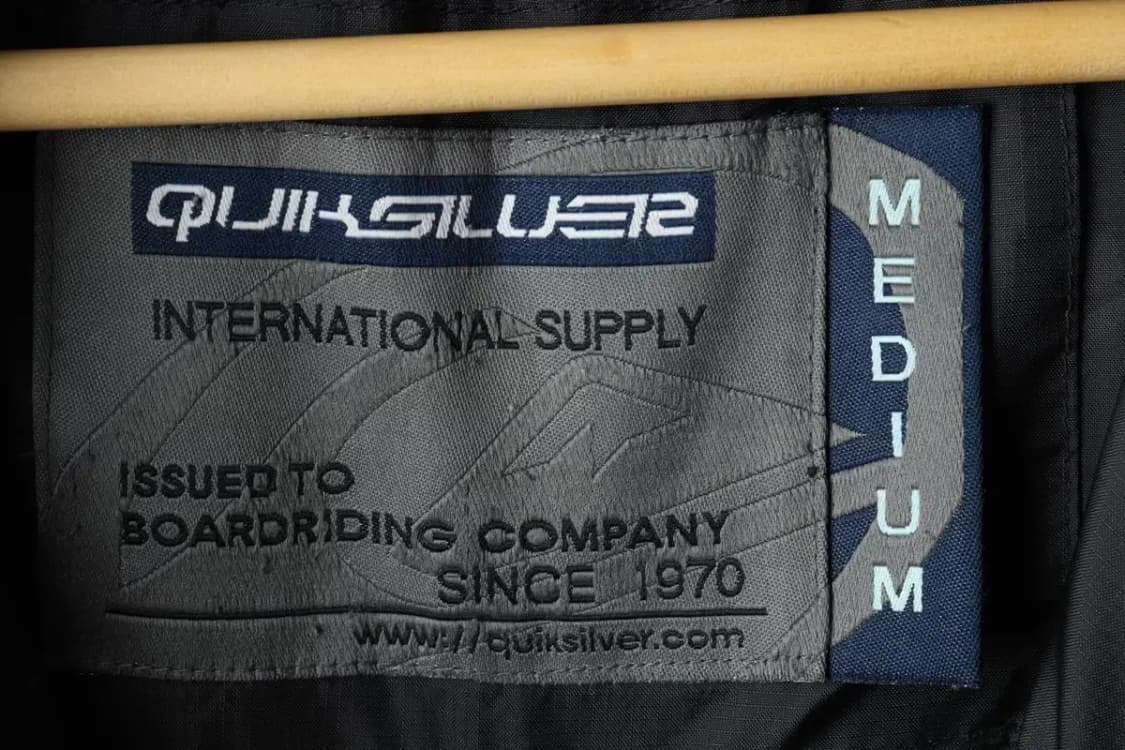 QUIKSILVER
INTERNATIONAL SUPPLY
ISSUED TO
BOARDRIDING COMPANY
SINCE 1970
www://quiksilver.com
MEDIUM